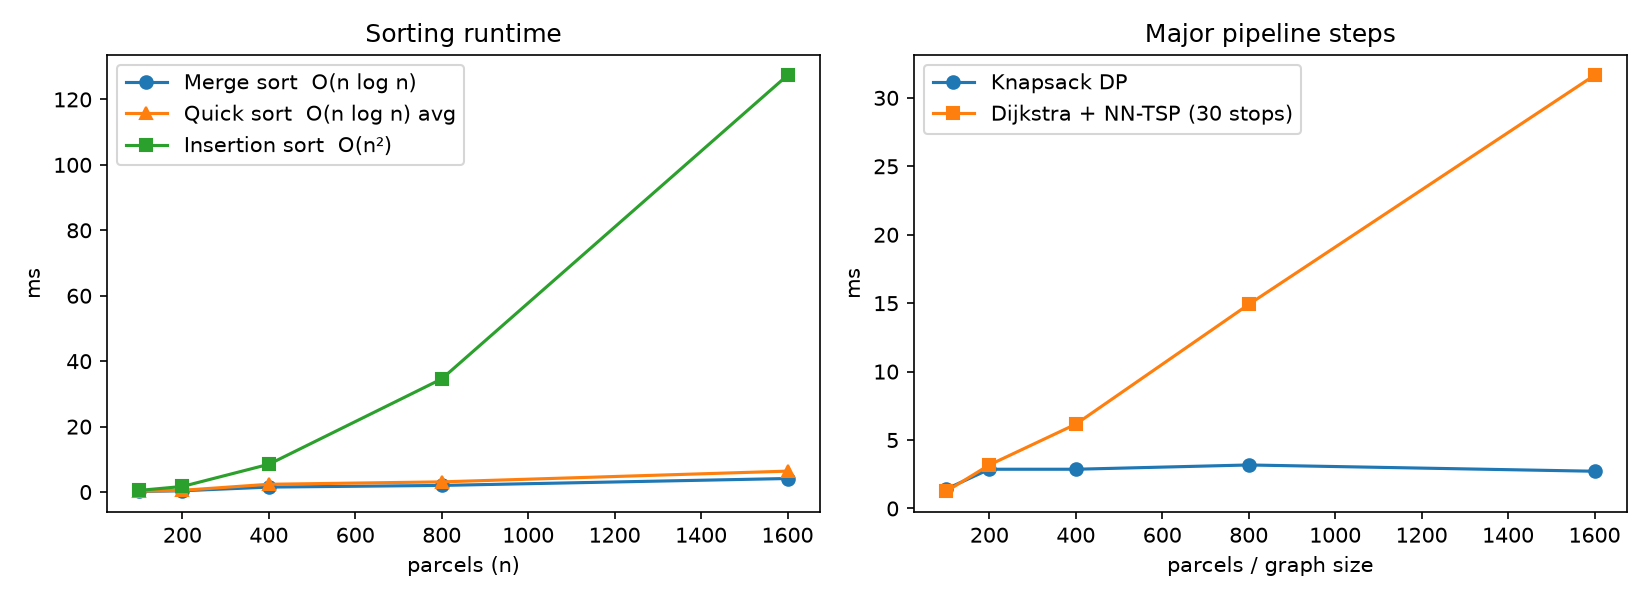 Sorting runtime
Merge sort  O(n log n)
Quick sort  O(n log n) avg
Insertion sort  O(n²)
ms
120
100
80
60
40
20
0
200 400 600 800 1000 1200 1400 1600
parcels (n)
Major pipeline steps
Knapsack DP
Dijkstra + NN-TSP (30 stops)
ms
30
25
20
15
10
5
0
200 400 600 800 1000 1200 1400 1600
parcels / graph size